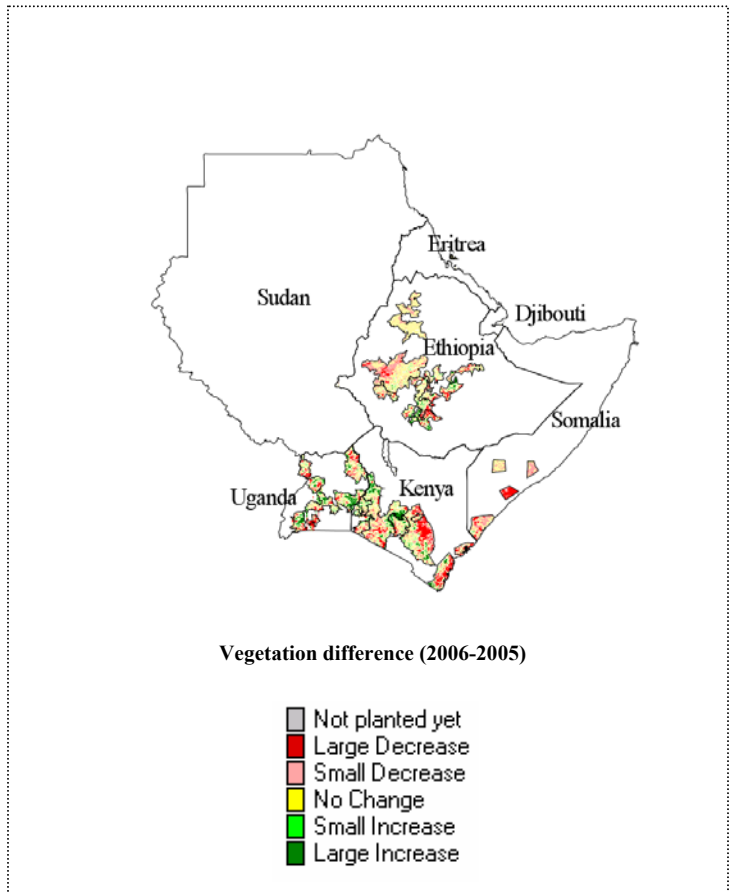 Eritrea
Sudan
Djibouti
Ethiopia
Somalia
Kenya
Uganda
Vegetation difference (2006-2005)
Not planted yet
Large Decrease
Small Decrease
No Change
Small Increase
Large Increase